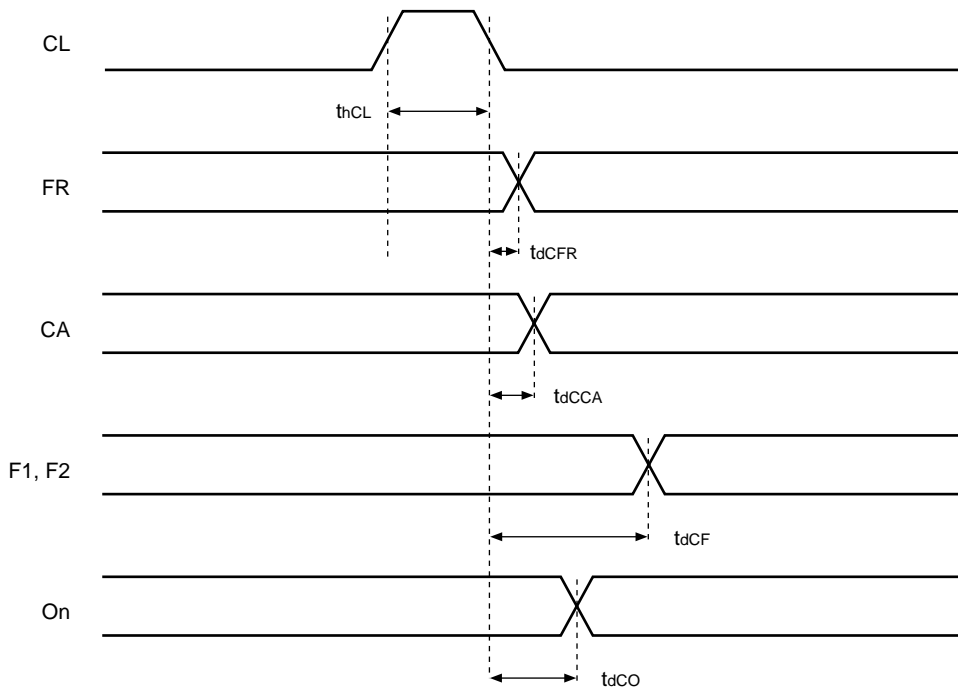 CL
thCL
FR
tdCFR
CA
tdCCA
F1, F2
tdCF
On
tdCO